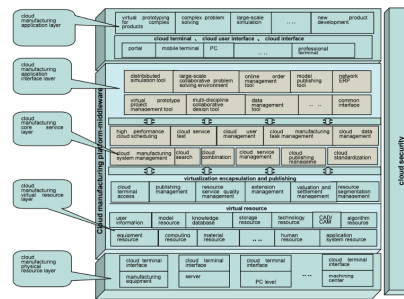 cloud
manufacturing
application layer
virtual prototyping
for products
complex problem
solving
large-scale
simulation
....
new product
development
cloud terminal 、 cloud user interface 、 cloud interface
portal
mobile terminal
PC
....
professional
terminal
cloud
manufacturing
application
interface layer
distributed
simulation tool
large-scale
collaborative problem
solving environment
online order
management
tool
model
publishing
tool
network
ERP
virtual prototype
project
management tool
multi-discipline
collaborative
design tool
data
management
tool
....
common
interface
cloud
manufacturing
core service
layer
high performance
cloud scheduling
cloud service
test
cloud user
management
cloud manufacturing
task management
cloud data
management
cloud manufacturing
system management
cloud
search
cloud
combination
cloud service
management
cloud
publishing
cloud
standardization
virtualization encapsulation and publishing
cloud
terminal
access
publishing
management
resource
service quality
management
extension
management
valuation and
settlement
management
resource
segmentation
management
cloud
manufacturing
virtual resource
layer
virtual resource
user
information
model
resource
knowledge
database
storage
resource
technology
resource
CAD/
CAM
algorithm
resource
equipment
resource
computing
resource
material
resource
....
human
resource
application
system resource
cloud
manufacturing
physical
resource layer
cloud terminal
interface
manufacturing
equipment
cloud terminal
interface
server
cloud terminal
interface
PC level
....
cloud terminal
interface
machining
center
Cloud manufacturing platform-middleware
cloud security